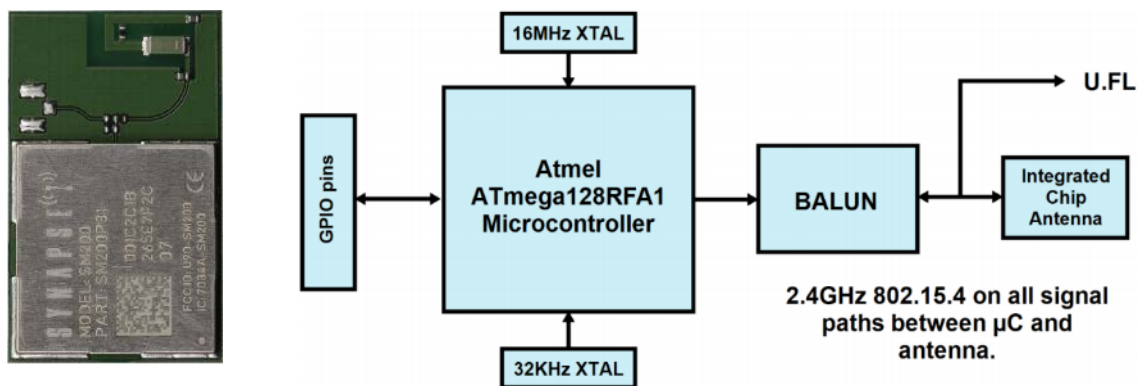 SYNAPSE
MODEL: SM200
PART: SM200P81
FCC ID: U9O-SM200
IC: 7084A-SM200
16MHz XTAL
GPIO pins
Atmel
ATmega128RFA1
Microcontroller
BALUN
U.FL
Integrated
Chip
Antenna
2.4GHz 802.15.4 on all signal
paths between µC and
antenna.
32KHz XTAL